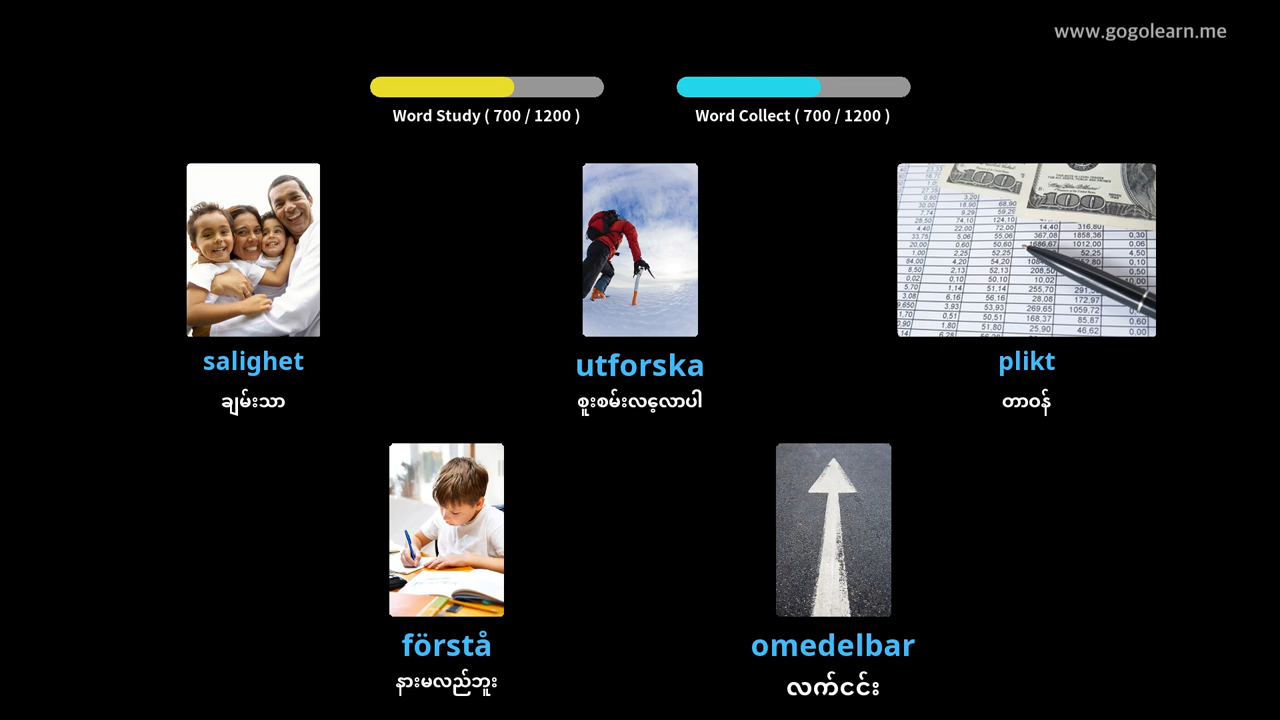 www.gogolearn.me
Word Study ( 700 / 1200 )
Word Collect ( 700 / 1200 )
salighet
utforska
plikt
ချမ်းသာ
စူးစမ်းလေ့လာပါ
တာဝန်
förstå
omedelbar
နားမလည်ဘူး
လက်ငင်း